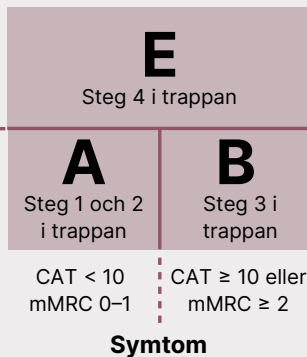 E
Steg 4 i trappan
A
Steg 1 och 2
i trappan
B
Steg 3 i
trappan
CAT < 10
mMRC 0–1
CAT ≥ 10 eller
mMRC ≥ 2
Symtom